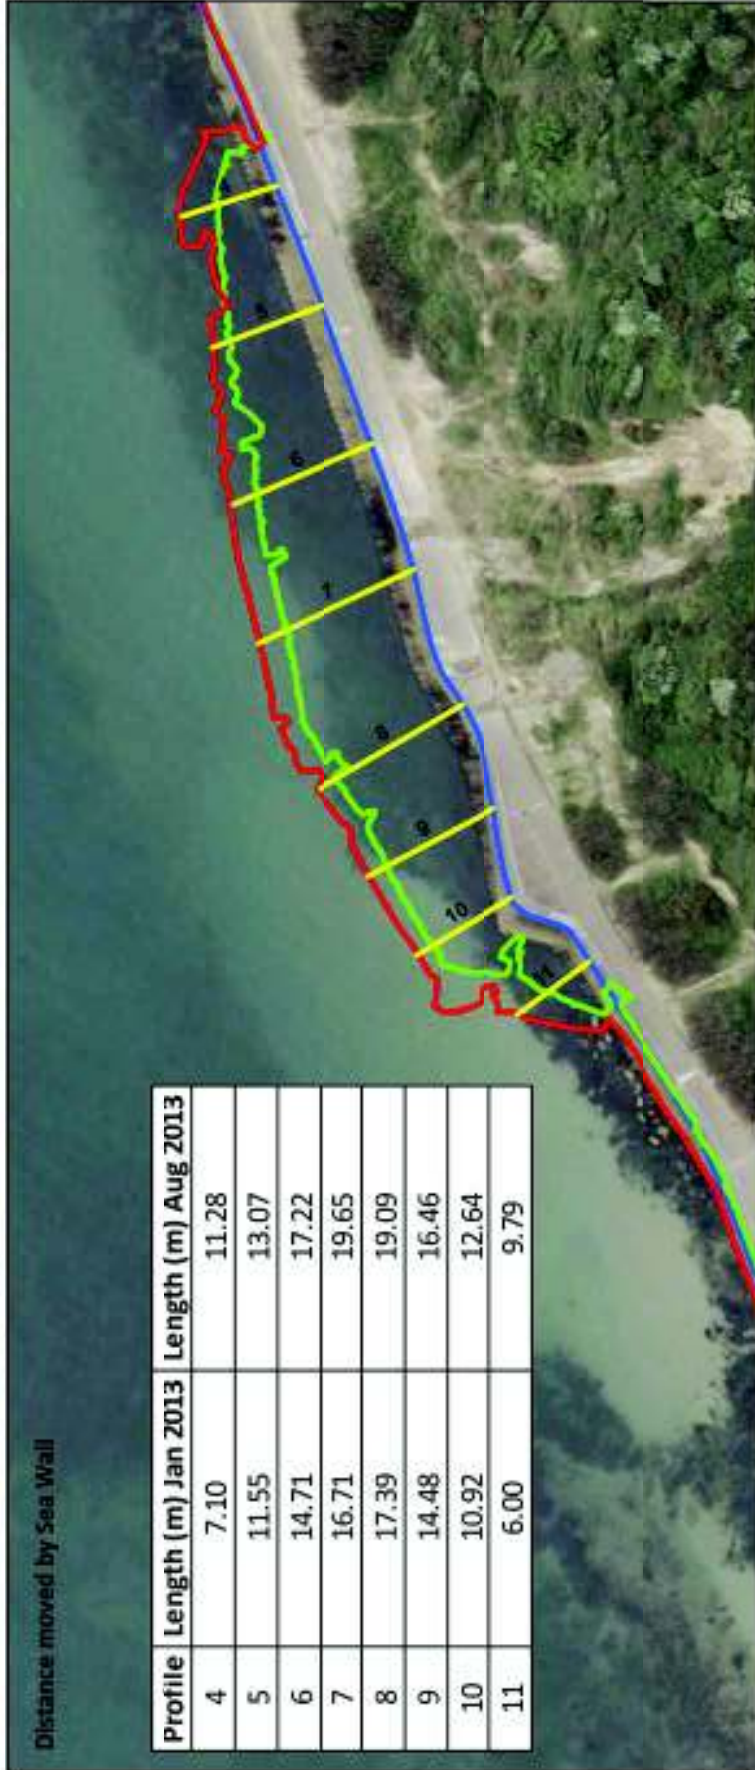 Distance moved by Sea Wall
Profile Length (m) Jan 2013 Length (m) Aug 2013
4 7.10 11.28
5 11.55 13.07
6 14.71 17.22
7 16.71 19.65
8 17.39 19.09
9 14.48 16.46
10 10.92 12.64
11 6.00 9.79
5
6
7
8
9
10
11